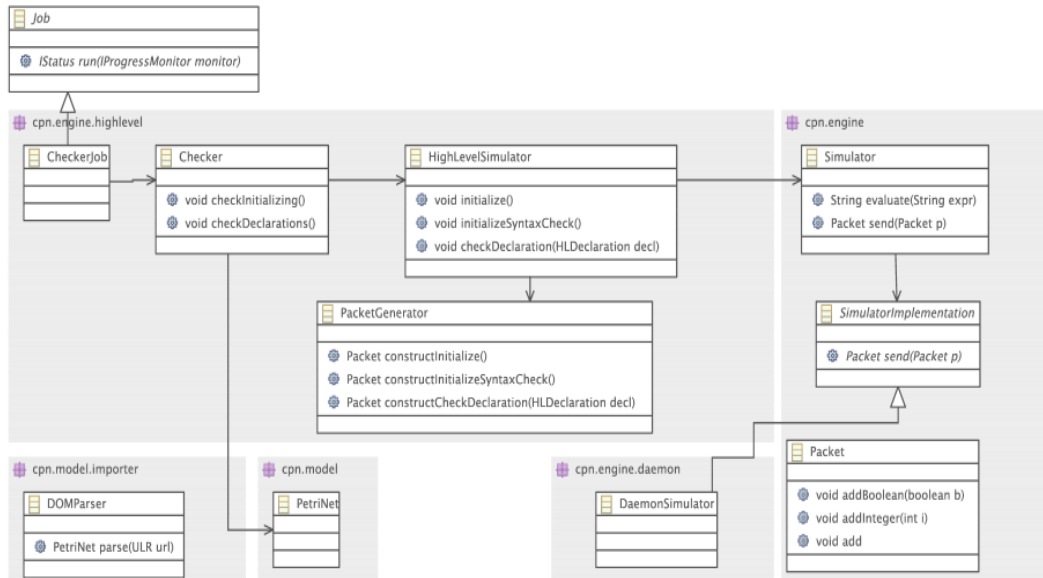 Job
IStatus run(IProgressMonitor monitor)
cpn.engine.highlevel
CheckerJob
Checker
void checkInitializing()
void checkDeclarations()
HighLevelSimulator
void initialize()
void initializeSyntaxCheck()
void checkDeclaration(HLDeclaration decl)
PacketGenerator
Packet constructInitialize()
Packet constructInitializeSyntaxCheck()
Packet constructCheckDeclaration(HLDeclaration decl)
cpn.engine
Simulator
String evaluate(String expr)
Packet send(Packet p)
SimulatorImplementation
Packet send(Packet p)
Packet
void addBoolean(boolean b)
void addInteger(int i)
void add
cpn.model.importer
DOMParser
PetriNet parse(ULR url)
cpn.model
PetriNet
cpn.engine.daemon
DaemonSimulator